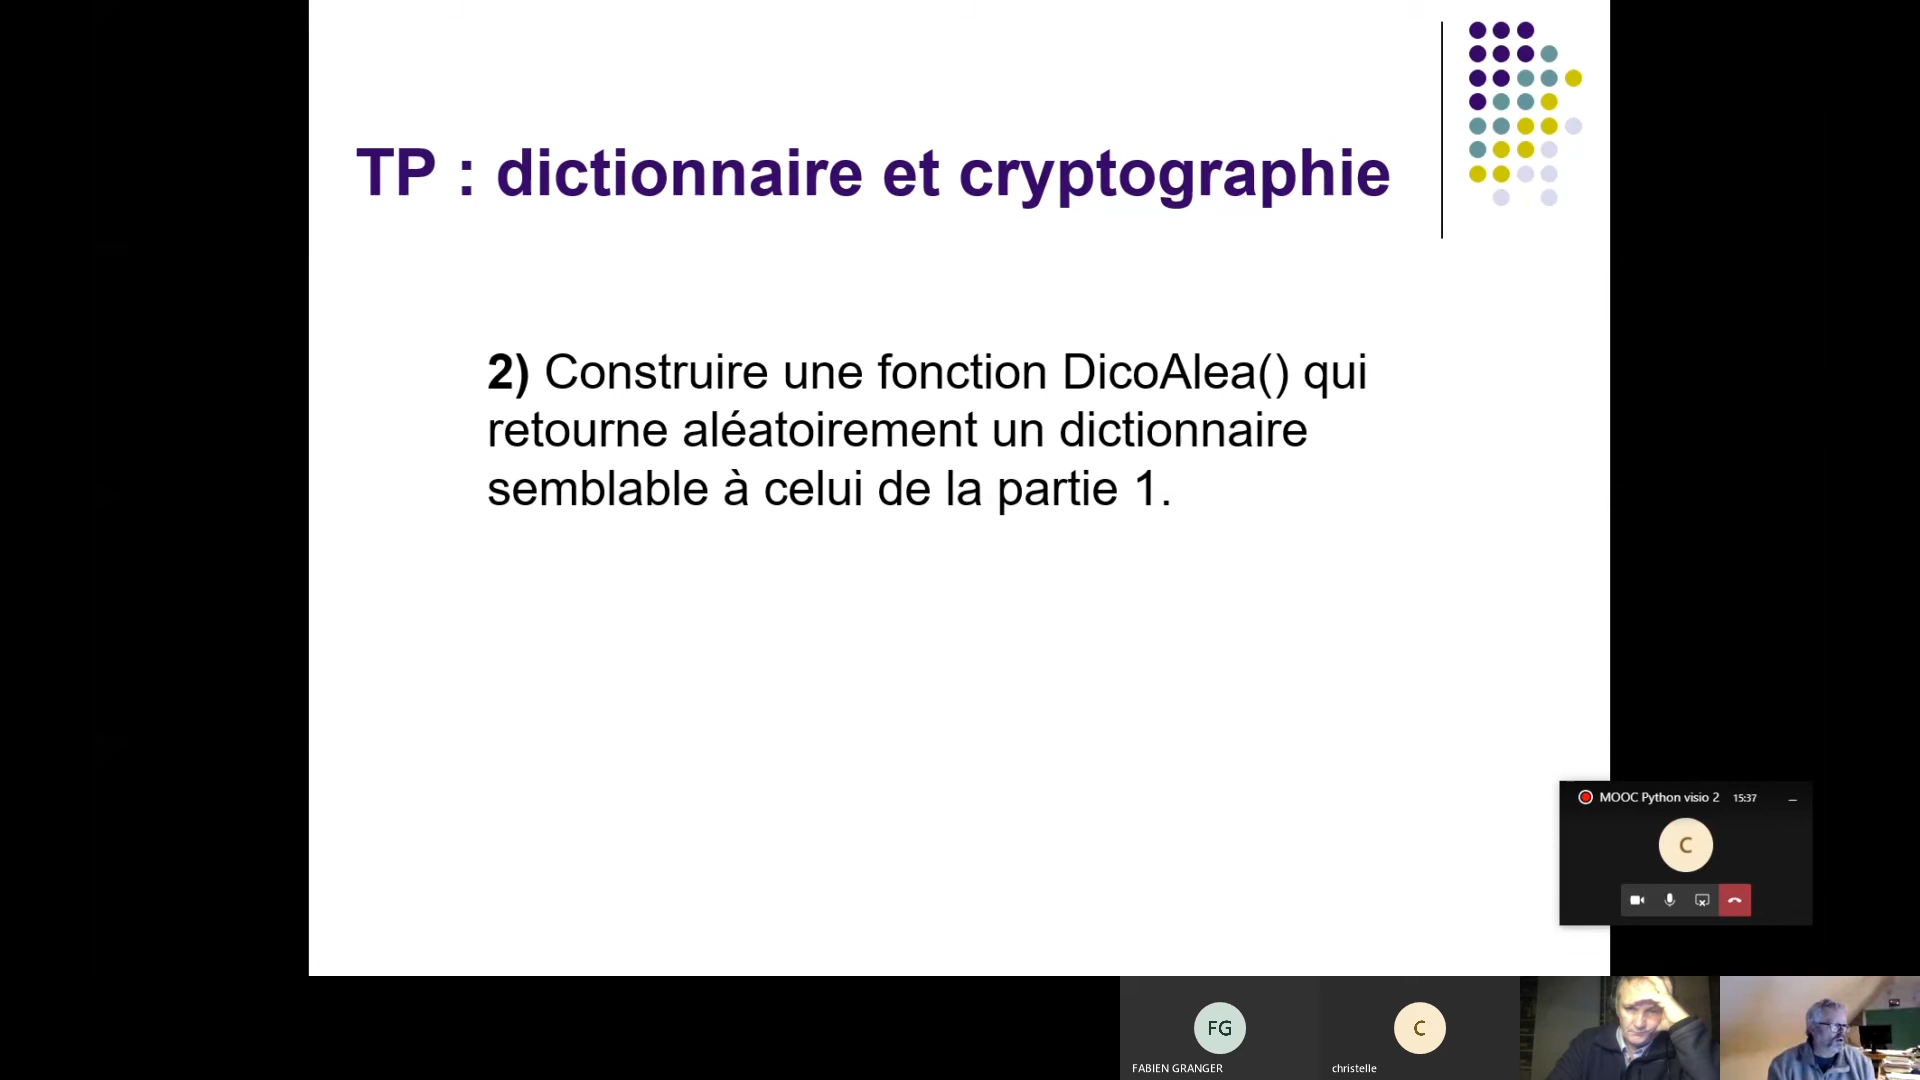 TP : dictionnaire et cryptographie
2) Construire une fonction DicoAlea() qui
retourne aléatoirement un dictionnaire
semblable à celui de la partie 1.
MOOC Python visio 2 15:37
C
FG
C
FABIEN GRANGER
christelle